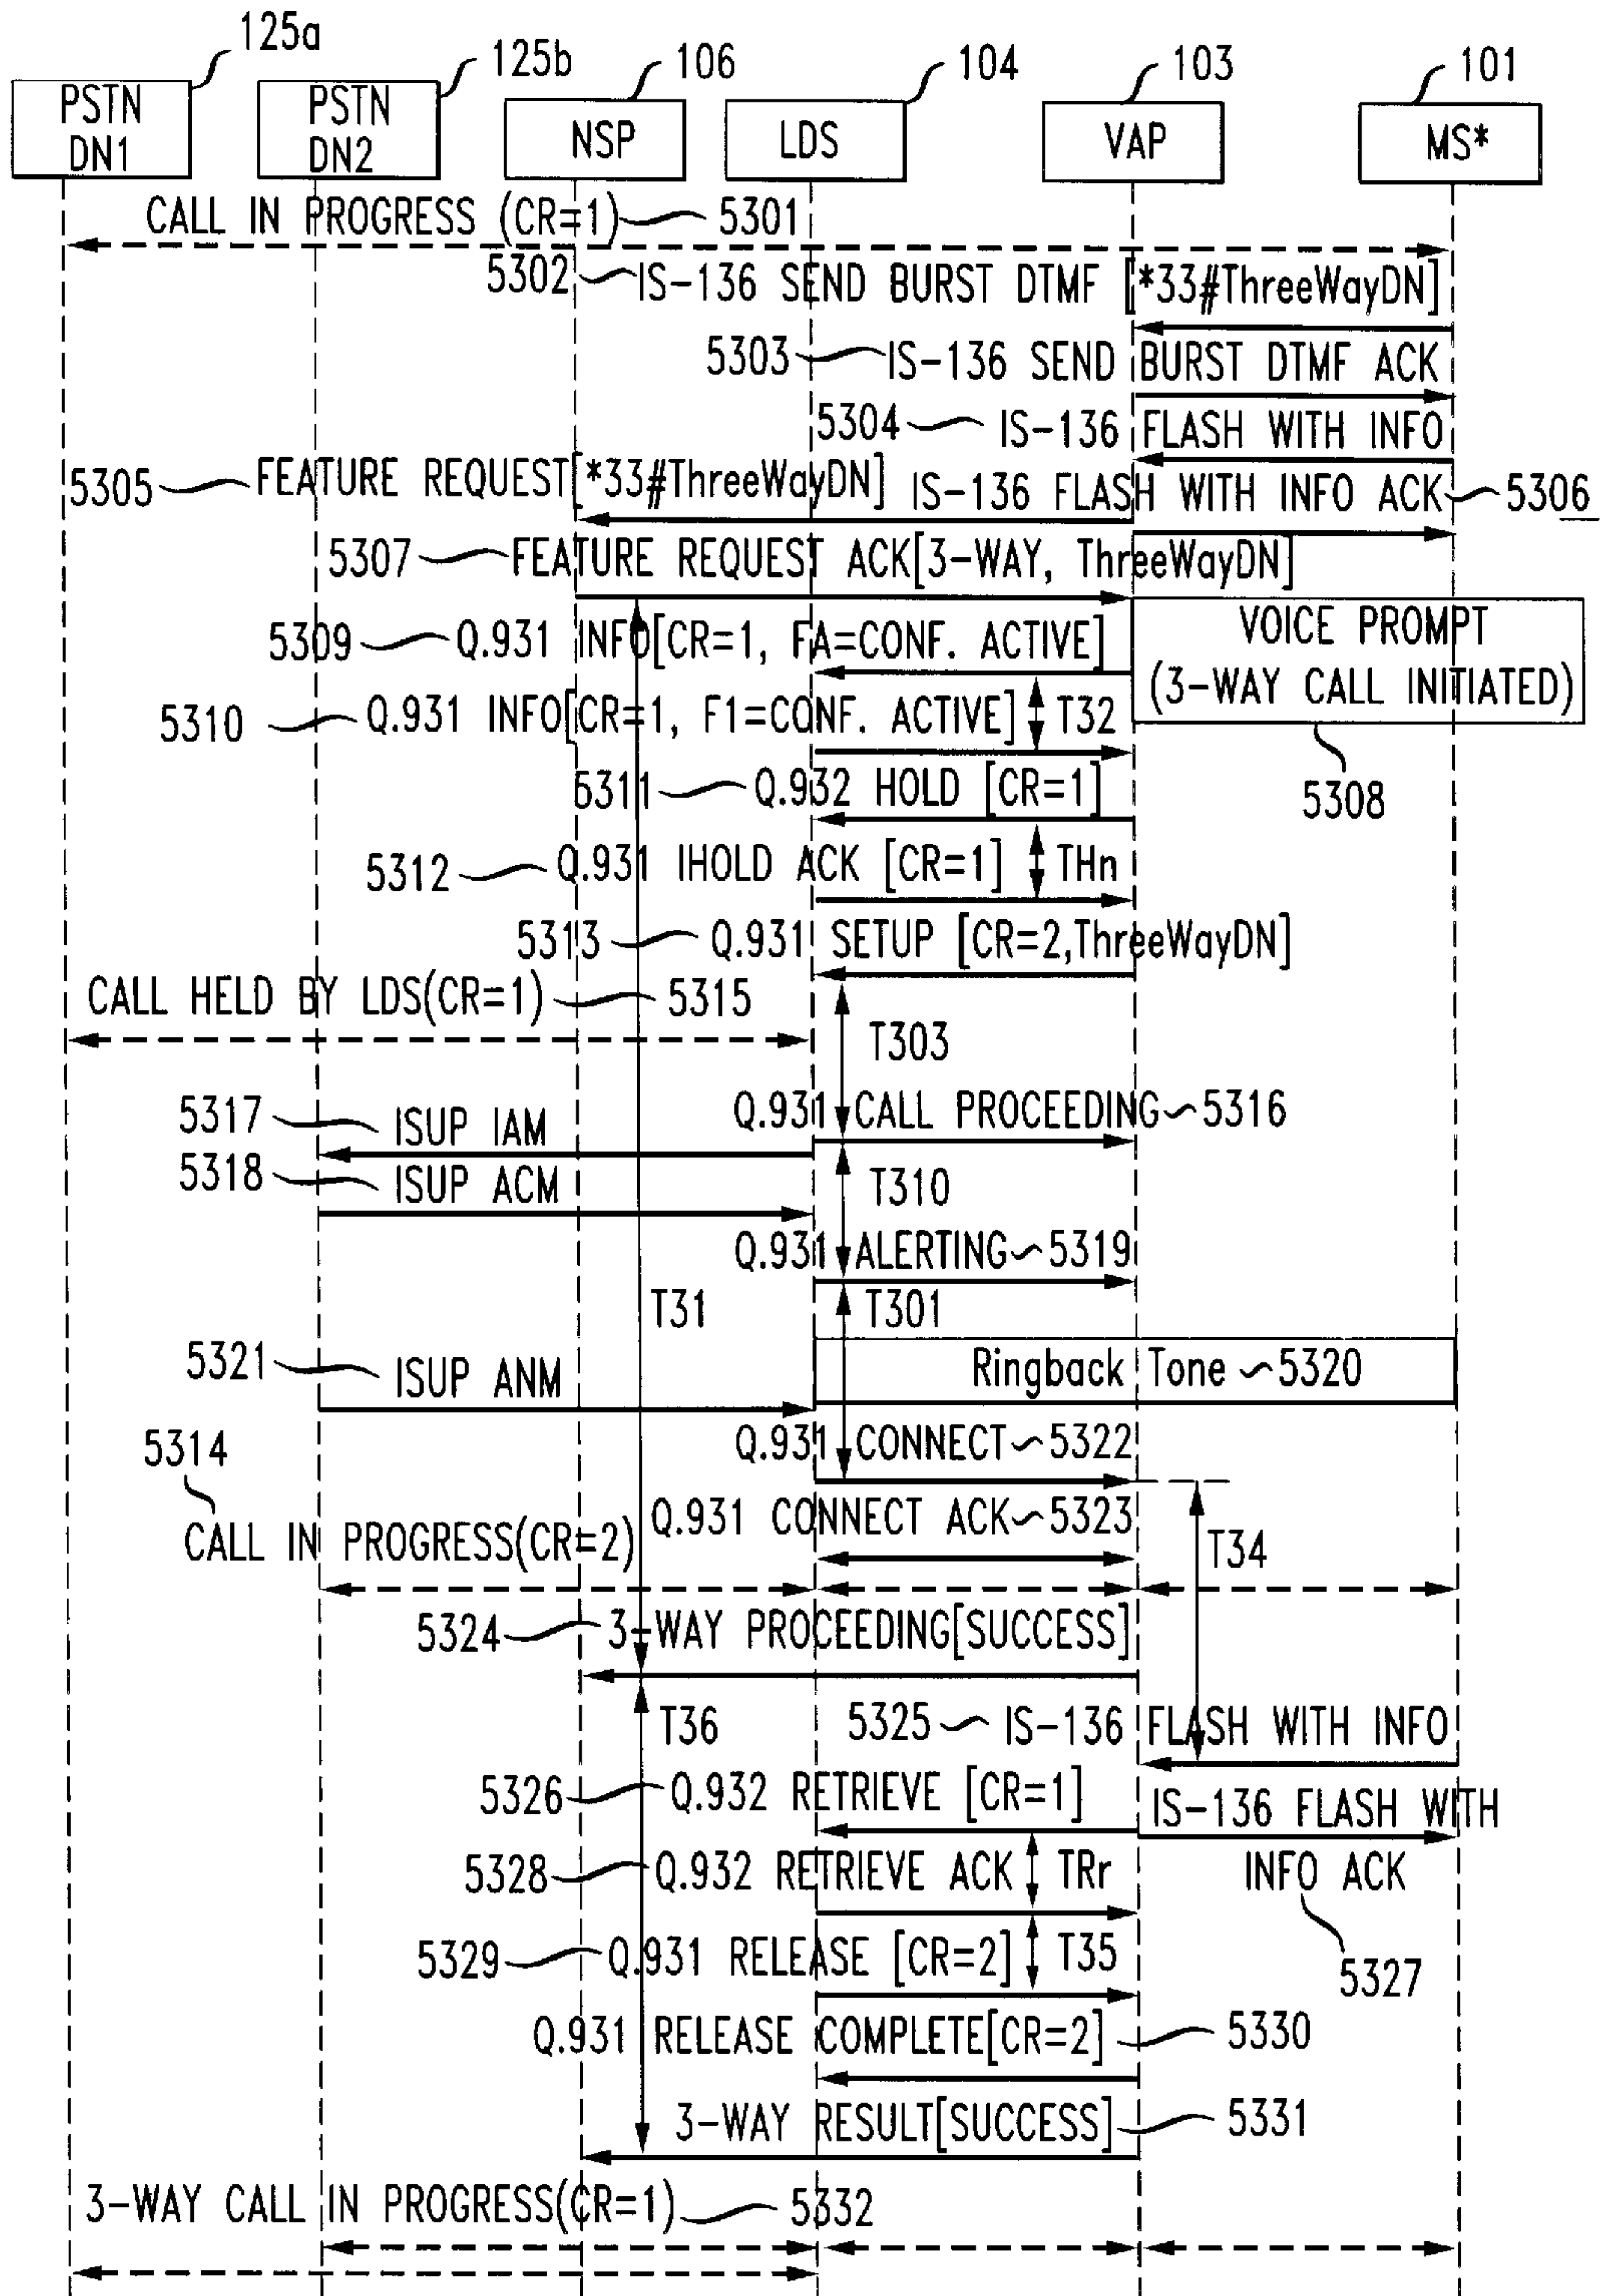 125a
125b
106
104
103
101
PSTN
DN1
PSTN
DN2
NSP
LDS
VAP
MS*
CALL IN PROGRESS (CR=1) 5301
5302 IS-136 SEND BURST DTMF [*33#ThreeWayDN]
5303 IS-136 SEND BURST DTMF ACK
5304 IS-136 FLASH WITH INFO
5305 FEATURE REQUEST[*33#ThreeWayDN]
IS-136 FLASH WITH INFO ACK 5306
5307 FEATURE REQUEST ACK[3-WAY, ThreeWayDN]
VOICE PROMPT
(3-WAY CALL INITIATED)
5309 Q.931 INFO[CR=1, FA=CONF. ACTIVE]
5310 Q.931 INFO[CR=1, F1=CONF. ACTIVE] T32
5308
5311 Q.932 HOLD [CR=1]
5312 Q.931 IHOLD ACK [CR=1] THn
5313 Q.931 SETUP [CR=2,ThreeWayDN]
CALL HELD BY LDS(CR=1) 5315
T303
5317 ISUP IAM
Q.931 CALL PROCEEDING 5316
5318 ISUP ACM
T310
Q.931 ALERTING 5319
T31
T301
5321 ISUP ANM
Ringback Tone 5320
Q.931 CONNECT 5322
5314
CALL IN PROGRESS(CR=2)
Q.931 CONNECT ACK 5323
T34
5324 3-WAY PROCEEDING[SUCCESS]
T36
5325 IS-136 FLASH WITH INFO
5326 Q.932 RETRIEVE [CR=1]
IS-136 FLASH WITH
INFO ACK
5328 Q.932 RETRIEVE ACK TRr
5327
5329 Q.931 RELEASE [CR=2] T35
Q.931 RELEASE COMPLETE[CR=2] 5330
3-WAY RESULT[SUCCESS] 5331
3-WAY CALL IN PROGRESS(CR=1) 5332